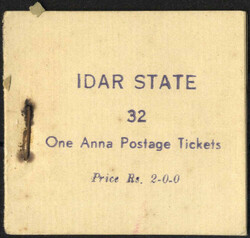 IDAR STATE
32
One Anna Postage Tickets
Price Rs. 2-0-0